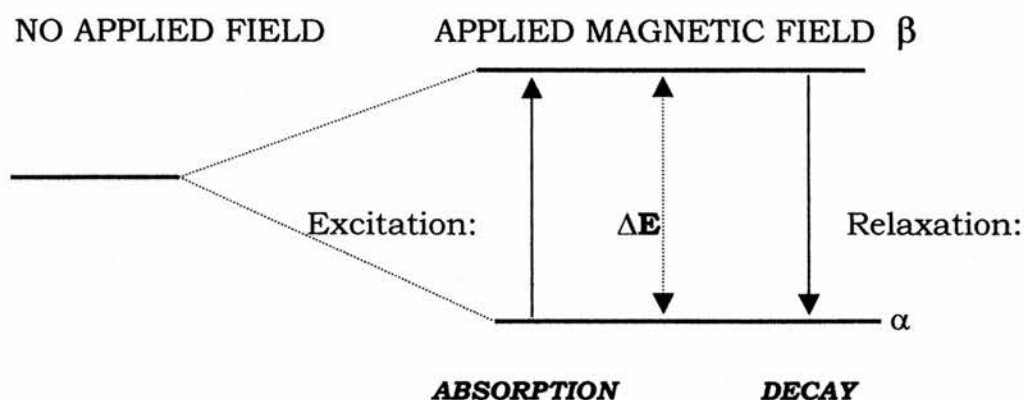 NO APPLIED FIELD APPLIED MAGNETIC FIELD β
Excitation: ΔE Relaxation:
α
ABSORPTION DECAY